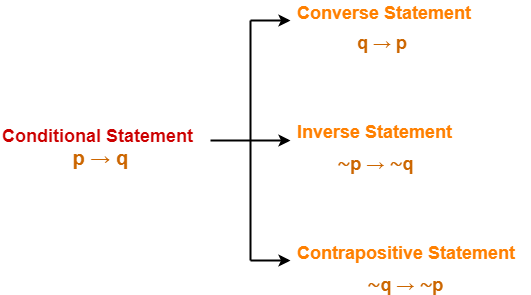 Converse Statement
q → p
Conditional Statement
p → q
Inverse Statement
~p → ~q
Contrapositive Statement
~q → ~p